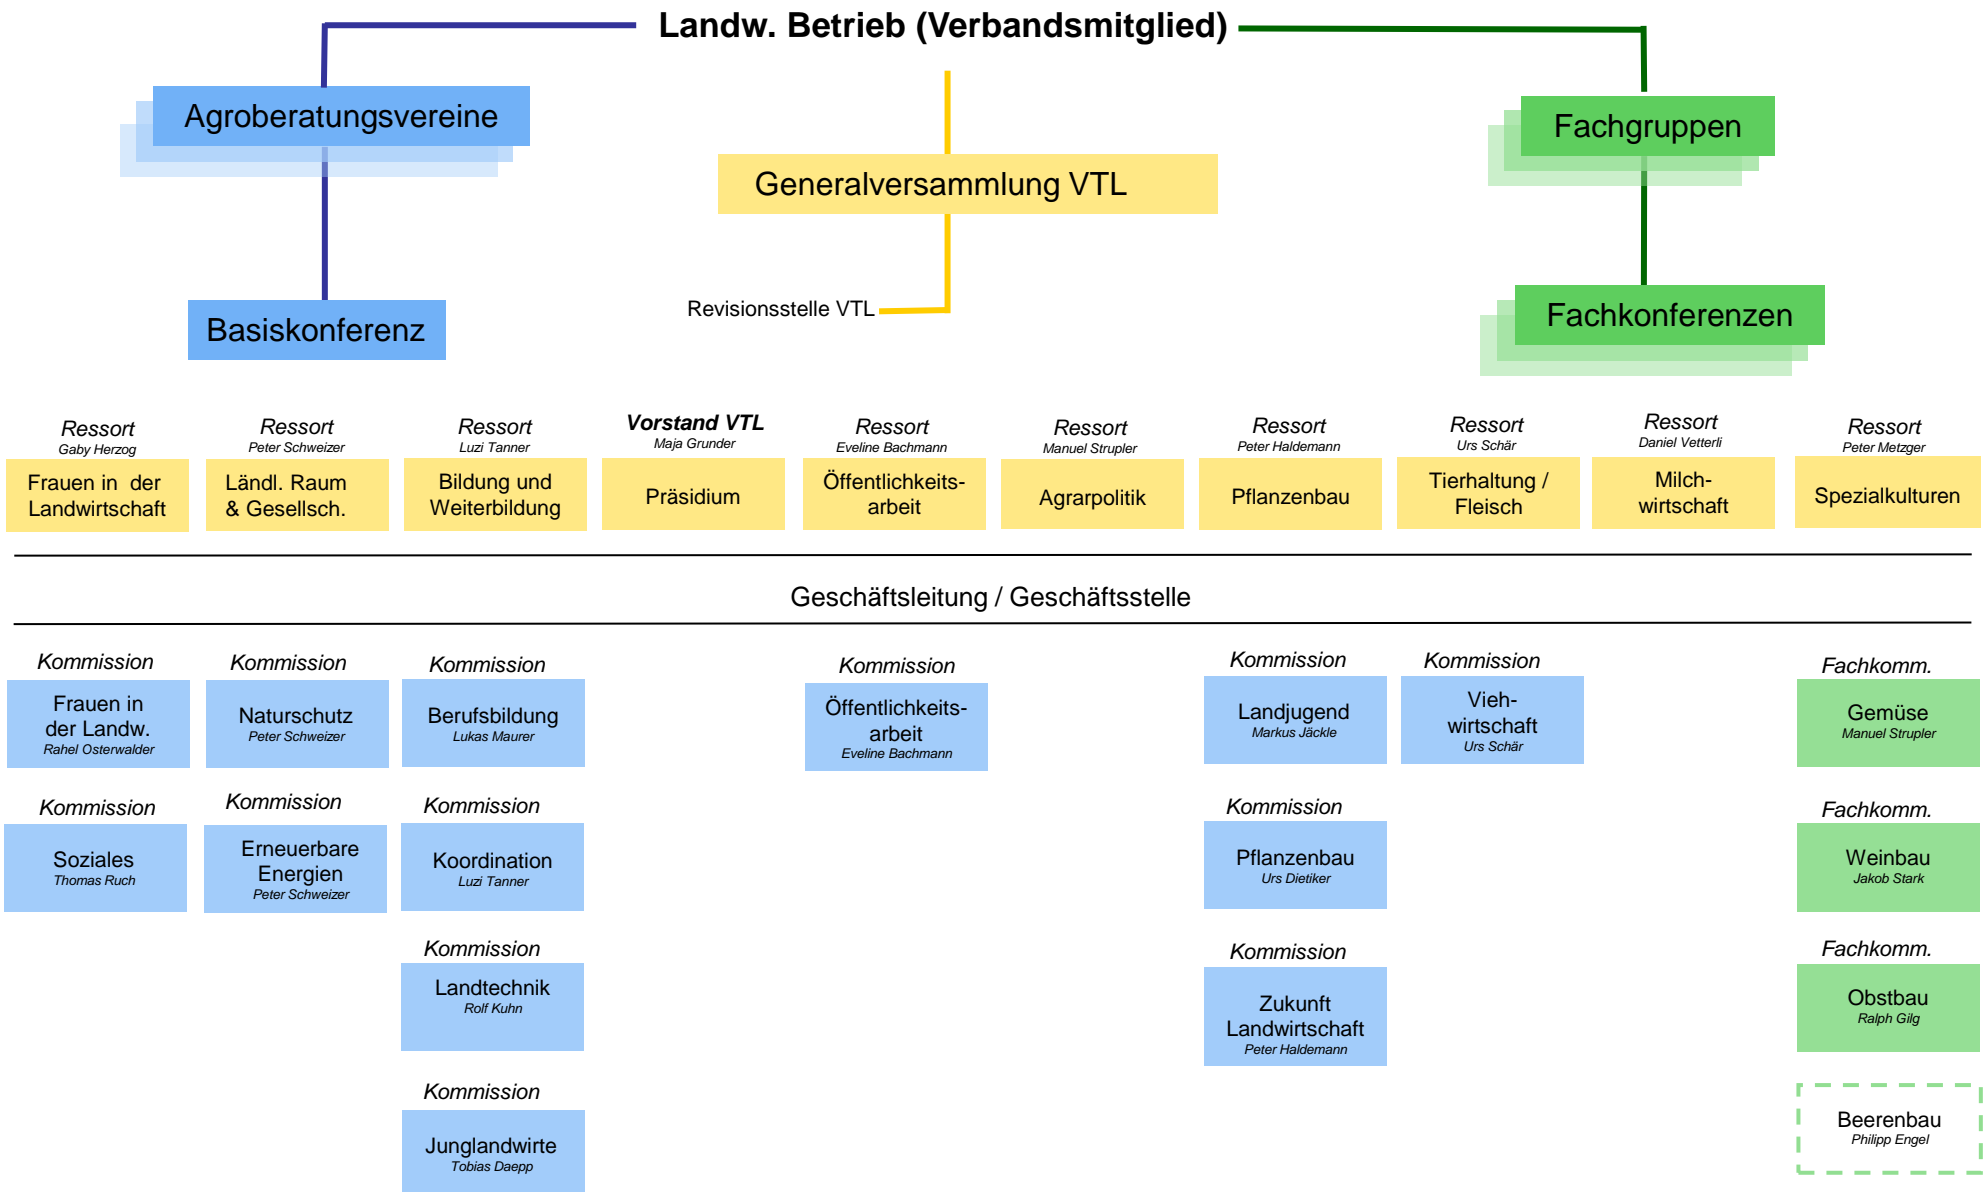 Landw. Betrieb (Verbandsmitglied)
Agroberatungsvereine
Fachgruppen
Generalversammlung VTL
Revisionsstelle VTL
Basiskonferenz
Fachkonferenzen
Ressort
Gaby Herzog
Frauen in der
Landwirtschaft
Ressort
Peter Schweizer
Ländl. Raum
& Gesellsch.
Ressort
Luzi Tanner
Bildung und
Weiterbildung
Vorstand VTL
Maja Grunder
Präsidium
Ressort
Eveline Bachmann
Öffentlichkeits-
arbeit
Ressort
Manuel Strupler
Agrarpolitik
Ressort
Peter Haldemann
Pflanzenbau
Ressort
Urs Schär
Tierhaltung /
Fleisch
Ressort
Daniel Vetterli
Milch-
wirtschaft
Ressort
Peter Metzger
Spezialkulturen
Geschäftsleitung / Geschäftsstelle
Kommission
Frauen in
der Landw.
Rahel Osterwalder
Kommission
Naturschutz
Peter Schweizer
Kommission
Berufsbildung
Lukas Maurer
Kommission
Öffentlichkeits-
arbeit
Eveline Bachmann
Kommission
Landjugend
Markus Jäckle
Kommission
Vieh-
wirtschaft
Urs Schär
Fachkomm.
Gemüse
Manuel Strupler
Kommission
Soziales
Thomas Ruch
Kommission
Erneuerbare
Energien
Peter Schweizer
Kommission
Koordination
Luzi Tanner
Kommission
Pflanzenbau
Urs Dietiker
Fachkomm.
Weinbau
Jakob Stark
Kommission
Landtechnik
Rolf Kuhn
Kommission
Zukunft
Landwirtschaft
Peter Haldemann
Fachkomm.
Obstbau
Ralph Gilg
Kommission
Junglandwirte
Tobias Daepp
Beerenbau
Philipp Engel